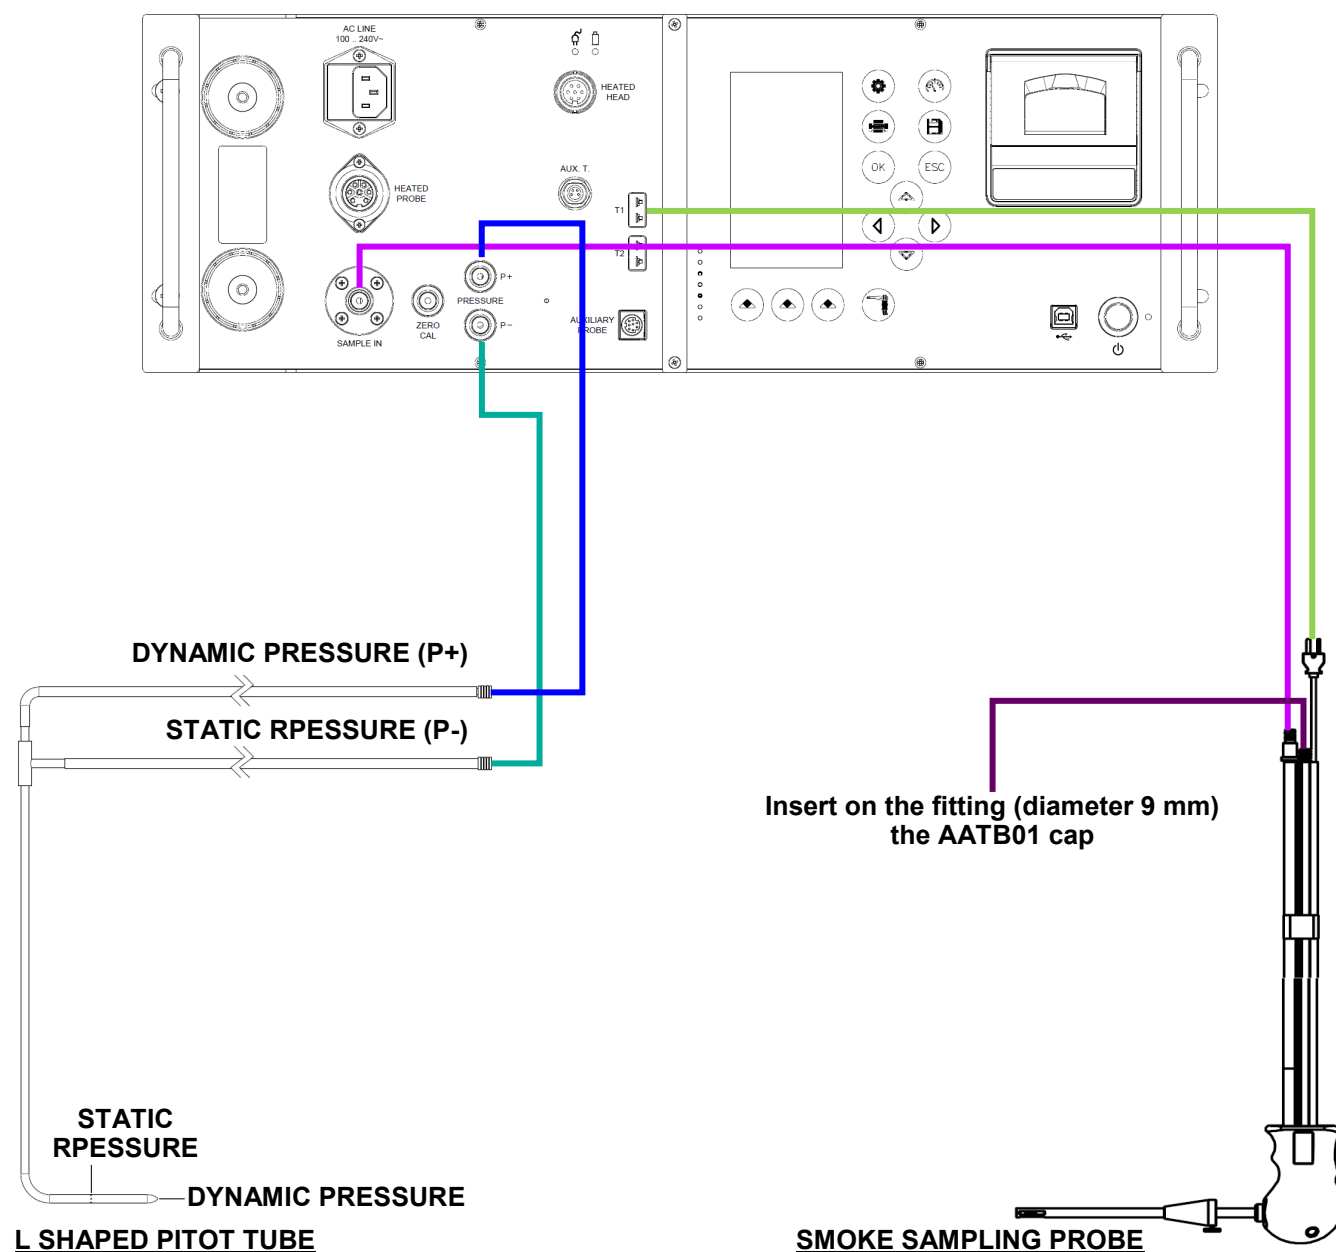 AC LINE
100 .. 240V~
HEATED
HEAD
HEATED
PROBE
AUX. T.
T1
T2
OK
ESC
P+
PRESSURE
P-
ZERO
CAL
SAMPLE IN
AUXILIARY
PROBE
DYNAMIC PRESSURE (P+)
STATIC RPESSURE (P-)
Insert on the fitting (diameter 9 mm)
the AATB01 cap
STATIC
RPESSURE
DYNAMIC PRESSURE
L SHAPED PITOT TUBE
SMOKE SAMPLING PROBE